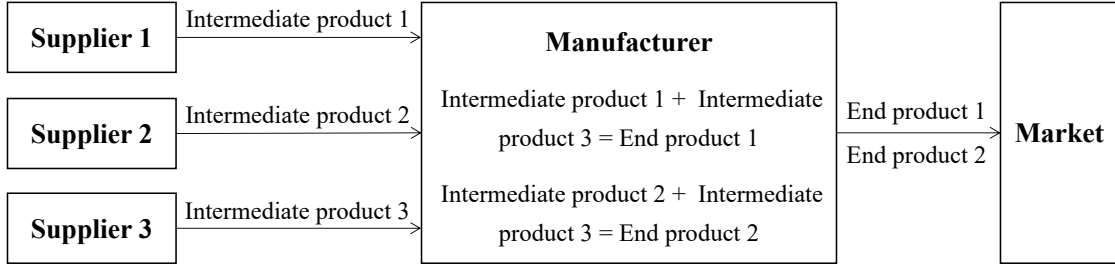 Supplier 1
Intermediate product 1
Supplier 2
Intermediate product 2
Supplier 3
Intermediate product 3
Manufacturer
Intermediate product 1 + Intermediate
product 3 = End product 1
Intermediate product 2 + Intermediate
product 3 = End product 2
End product 1
End product 2
Market